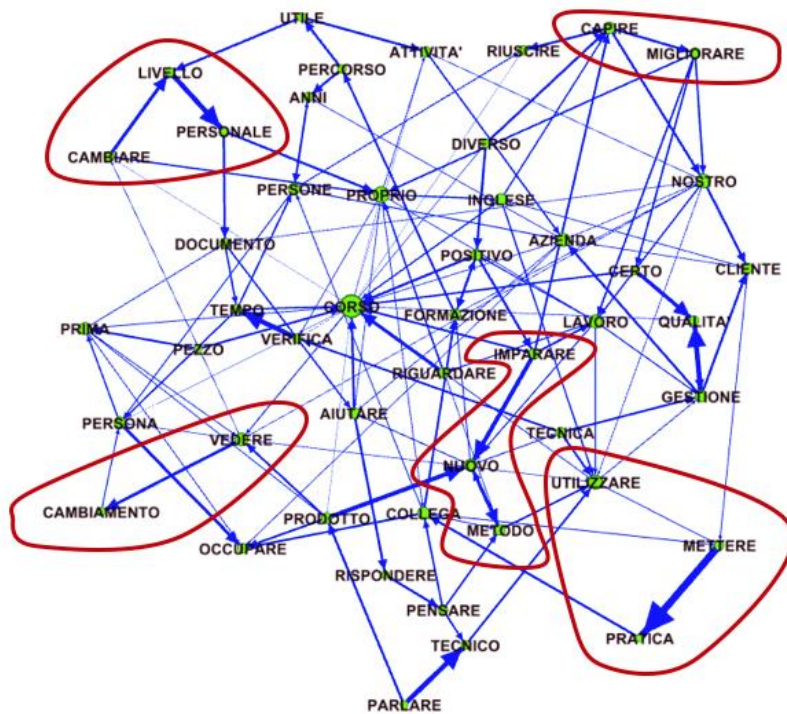 UTILE
CAPIRE
ATTIVITA'
RIUSCIRE
MIGLIORARE
LIVELLO
PERCORSO
ANNI
PERSONALE
DIVERSO
CAMBIARE
NOSTRO
PERSONE
PROPRIO
INGLESE
DOCUMENTO
AZIENDA
POSITIVO
CERTO
CLIENTE
TEMPO
CORSO
FORMAZIONE
LAVORO
QUALITA'
PRIMA
VERIFICA
PEZZO
IMPARARE
RIGUARDARE
GESTIONE
PERSONA
AIUTARE
VEDERE
TECNICA
NUOVO
UTILIZZARE
CAMBIAMENTO
PRODOTTO
COLLEGA
METODO
OCCUPARE
METTERE
RISPONDERE
PENSARE
PRATICA
TECNICO
PARLARE